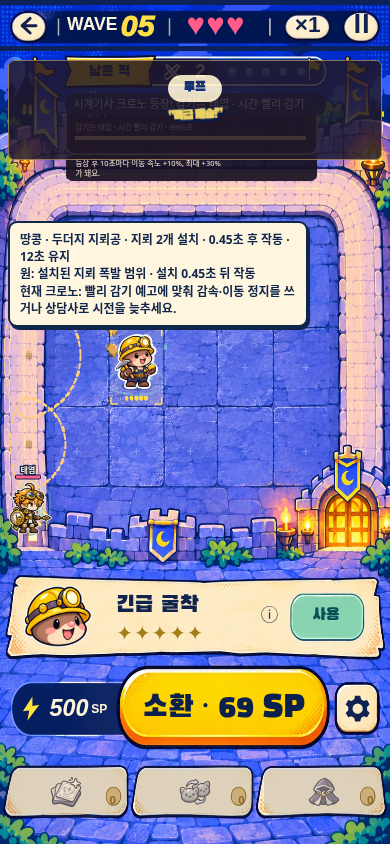 WAVE 05
×1
남은 적
2
루프
시계기사 크로노 등장! 감기는 태엽 · 시간 빨리 감기
등장 후 10초마다 이동 속도 +10%, 최대 +30%
가 돼요.
땅콩 · 두더지 지뢰공 · 지뢰 2개 설치 · 0.45초 후 작동 ·
12초 유지
원: 설치된 지뢰 폭발 범위 · 설치 0.45초 뒤 작동
현재 크로노: 빨리 감기 예고에 맞춰 감속·이동 정지를 쓰
거나 상담사로 시전을 늦추세요.
태엽
긴급 굴착
사용
500 SP
소환 · 69 SP
0
0
0